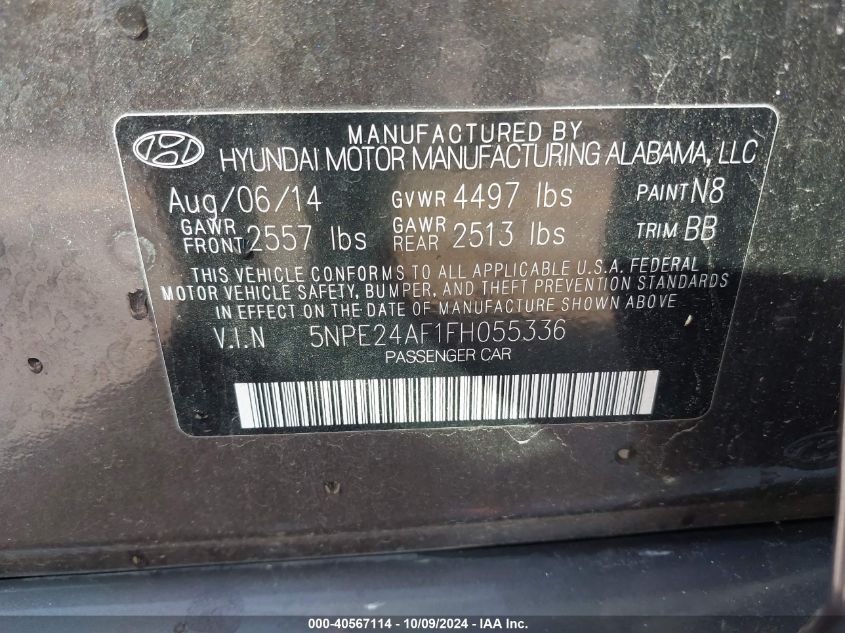 MANUFACTURED BY
HYUNDAI MOTOR MANUFACTURING ALABAMA, LLC
Aug/06/14 GVWR 4497 lbs PAINT N8
GAWR FRONT 2557 lbs GAWR REAR 2513 lbs TRIM BB
THIS VEHICLE CONFORMS TO ALL APPLICABLE U.S.A. FEDERAL
MOTOR VEHICLE SAFETY, BUMPER, AND THEFT PREVENTION STANDARDS
IN EFFECT ON THE DATE OF MANUFACTURE SHOWN ABOVE
V.I.N 5NPE24AF1FH055336
PASSENGER CAR
000-40567114 - 10/09/2024 - IAA Inc.